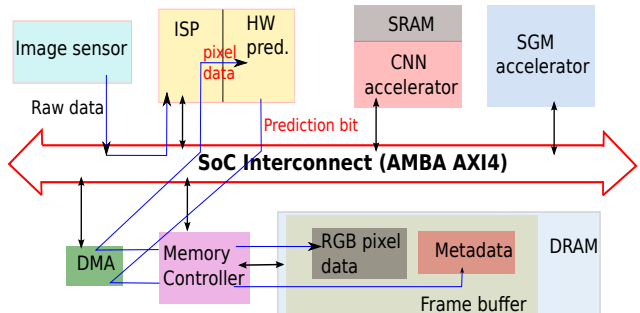 Image sensor
ISP
HW
pred.
pixel
data
SRAM
CNN
accelerator
SGM
accelerator
Raw data
Prediction bit
SoC Interconnect (AMBA AXI4)
DMA
Memory
Controller
RGB pixel
data
Metadata
DRAM
Frame buffer